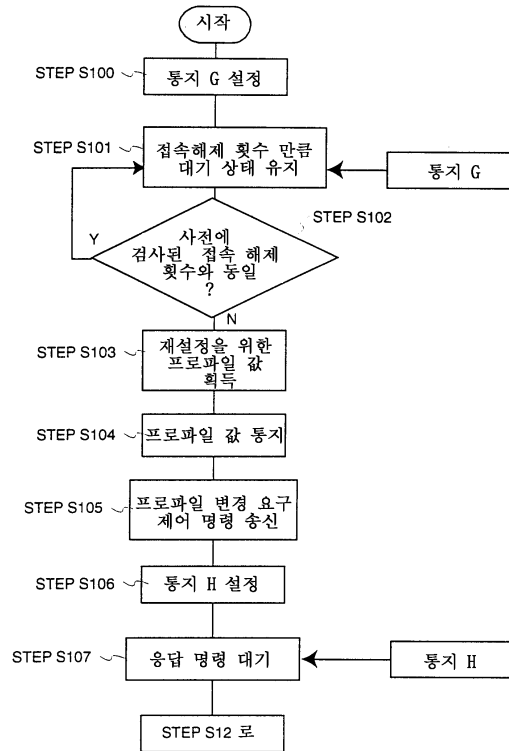 시작
STEP S100
통지 G 설정
STEP S101
접속해제 횟수 만큼
대기 상태 유지
통지 G
STEP S102
Y
사전에
검사된 접속 해제
횟수와 동일
?
N
STEP S103
재설정을 위한
프로파일 값
획득
STEP S104
프로파일 값 통지
STEP S105
프로파일 변경 요구
제어 명령 송신
STEP S106
통지 H 설정
STEP S107
응답 명령 대기
통지 H
STEP S12 로